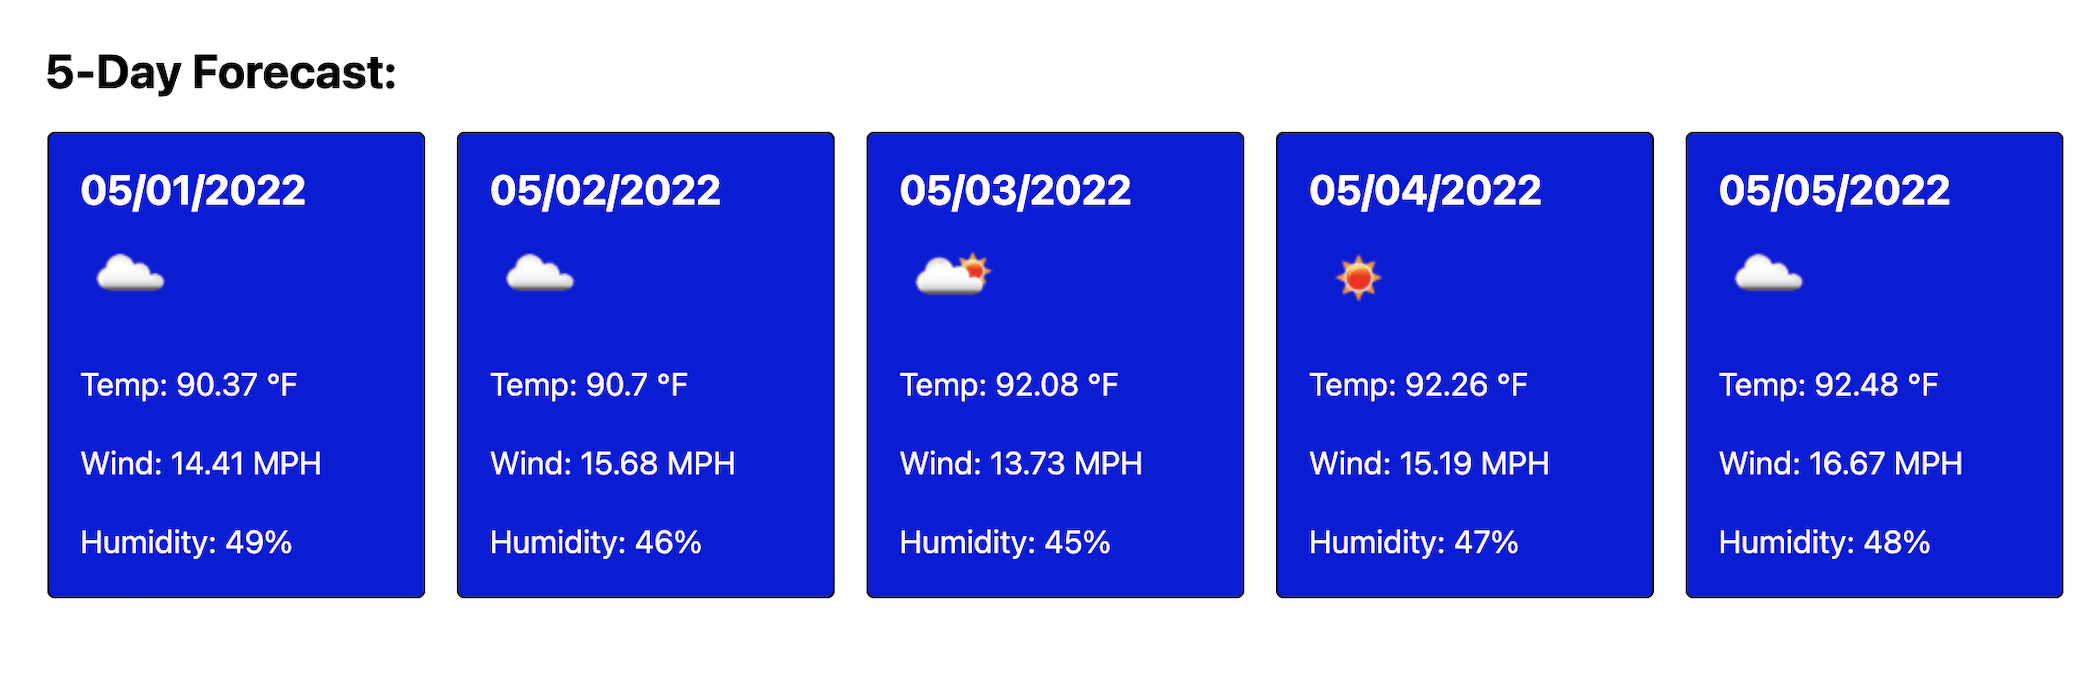 5-Day Forecast:
05/01/2022
Temp: 90.37 °F
Wind: 14.41 MPH
Humidity: 49%
05/02/2022
Temp: 90.7 °F
Wind: 15.68 MPH
Humidity: 46%
05/03/2022
Temp: 92.08 °F
Wind: 13.73 MPH
Humidity: 45%
05/04/2022
Temp: 92.26 °F
Wind: 15.19 MPH
Humidity: 47%
05/05/2022
Temp: 92.48 °F
Wind: 16.67 MPH
Humidity: 48%